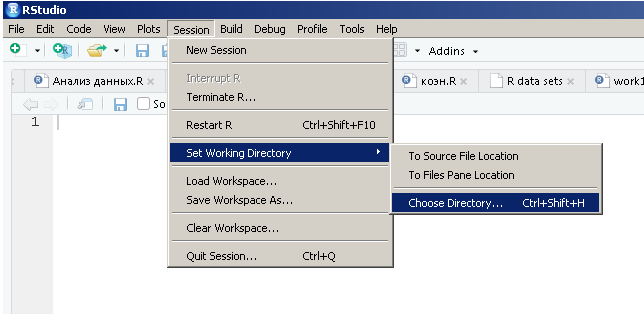 RStudio
File Edit Code View Plots Session Build Debug Profile Tools Help
Addins
Анализ данных.R коэн.R R data sets work1
So
1
New Session
Interrupt R
Terminate R...
Restart R Ctrl+Shift+F10
Set Working Directory
To Source File Location
To Files Pane Location
Choose Directory... Ctrl+Shift+H
Load Workspace...
Save Workspace As...
Clear Workspace...
Quit Session... Ctrl+Q